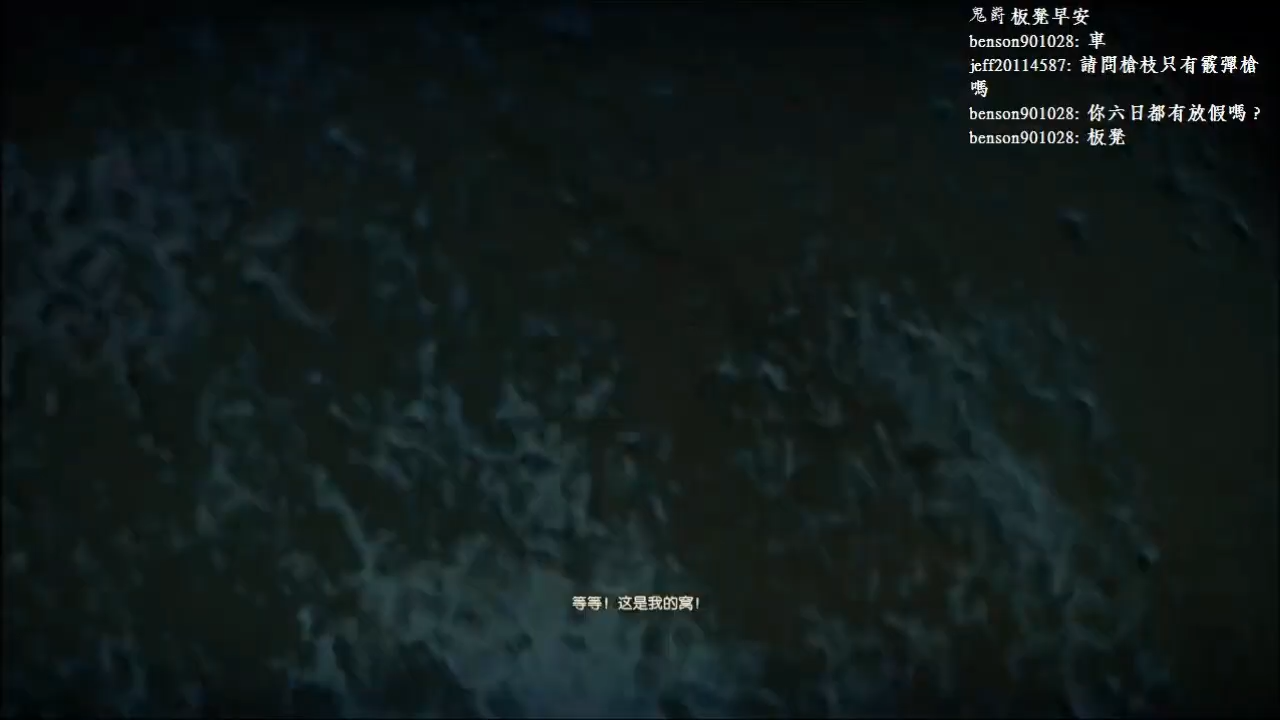 鬼爵 板凳早安
benson901028: 車
jeff20114587: 請問槍枝只有霰彈槍
嗎
benson901028: 你六日都有放假嗎?
benson901028: 板凳
等等! 这是我的窝!